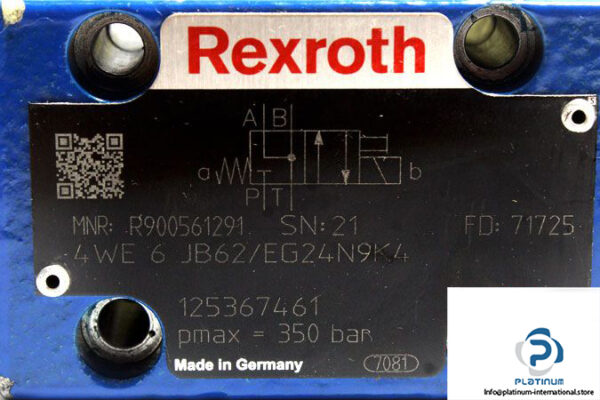 Rexroth
A B
a b
P T
MNR: R900561291 SN: 21 FD: 71725
4WE 6 JB62/EG24N9K4
125367461
pmax = 350 baR
Made in Germany 7081
PLATINUM
Info@platinum-international.store